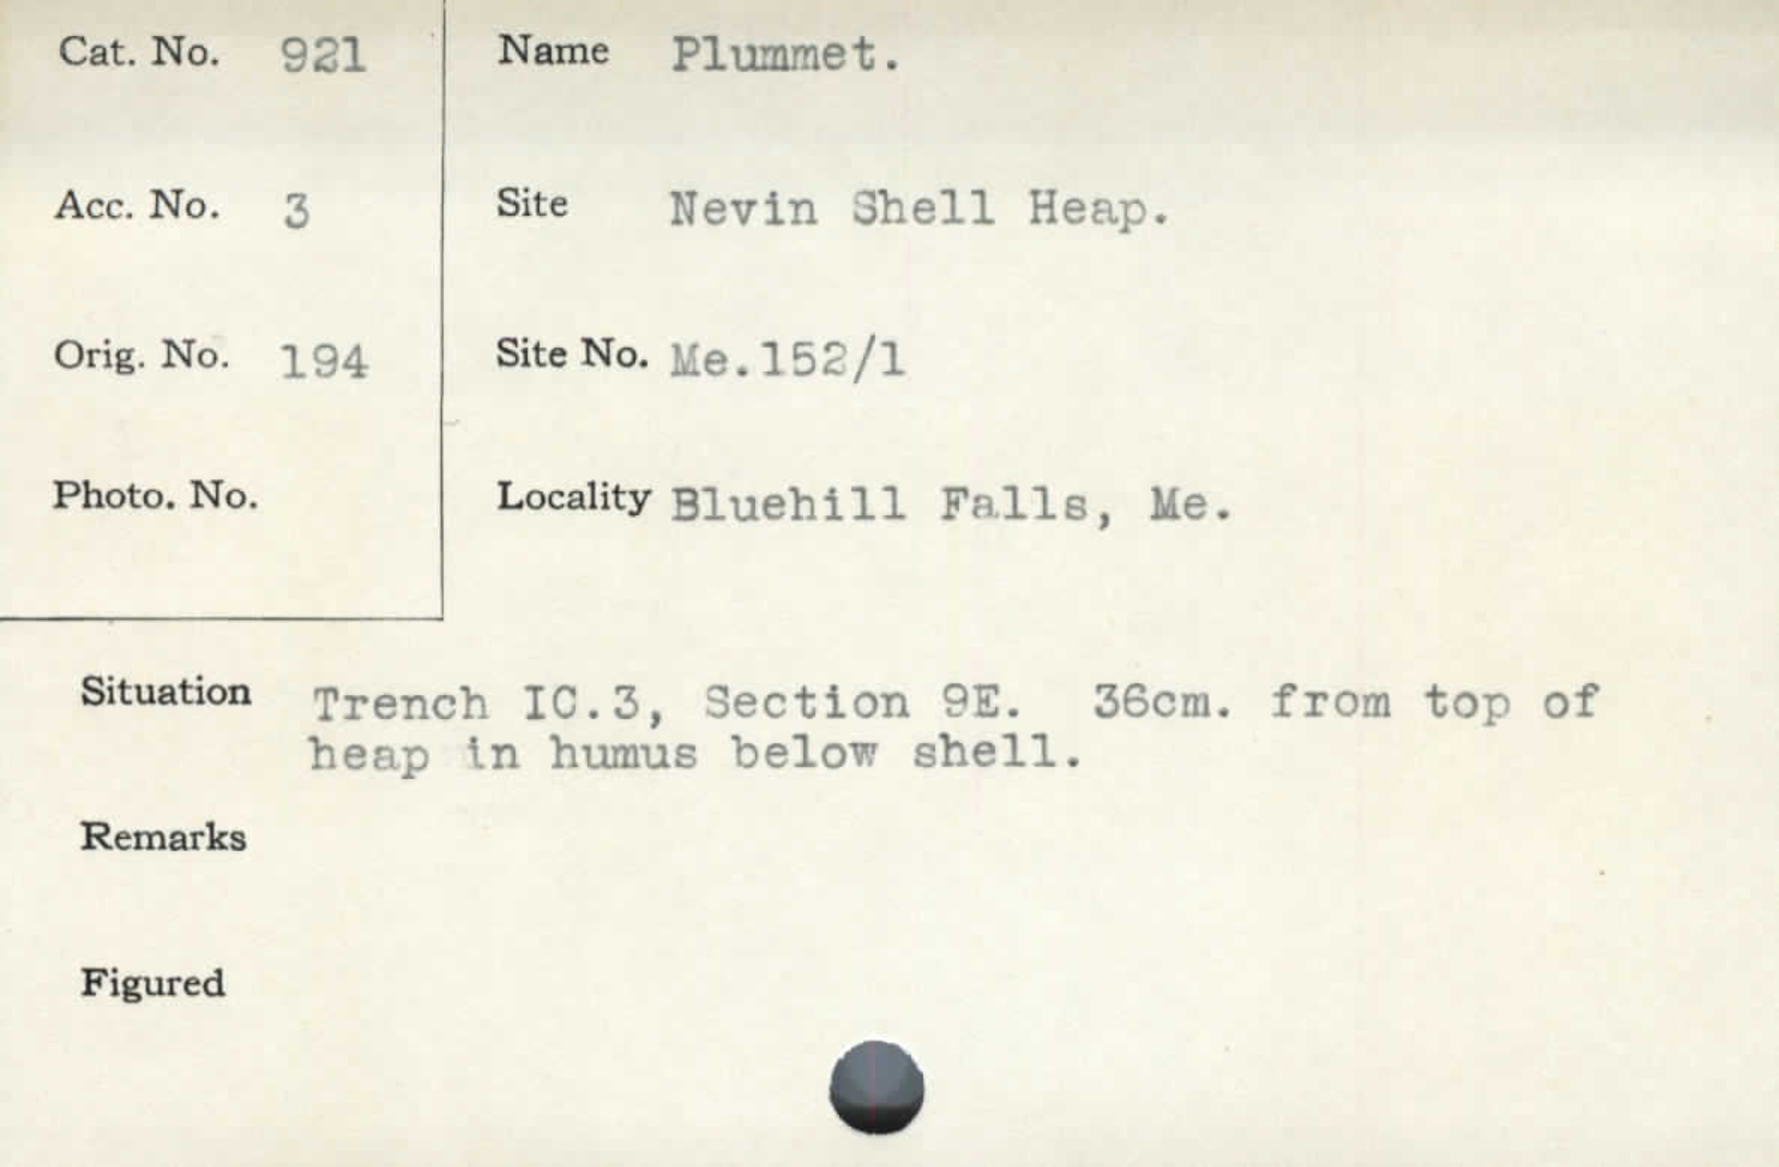 Cat. No. 921
Name Plummet.
Acc. No. 3
Site Nevin Shell Heap.
Orig. No. 194
Site No. Me.152/1
Photo. No.
Locality Bluehill Falls, Me.
Situation Trench IC.3, Section 9E. 36cm. from top of
heap in humus below shell.
Remarks
Figured